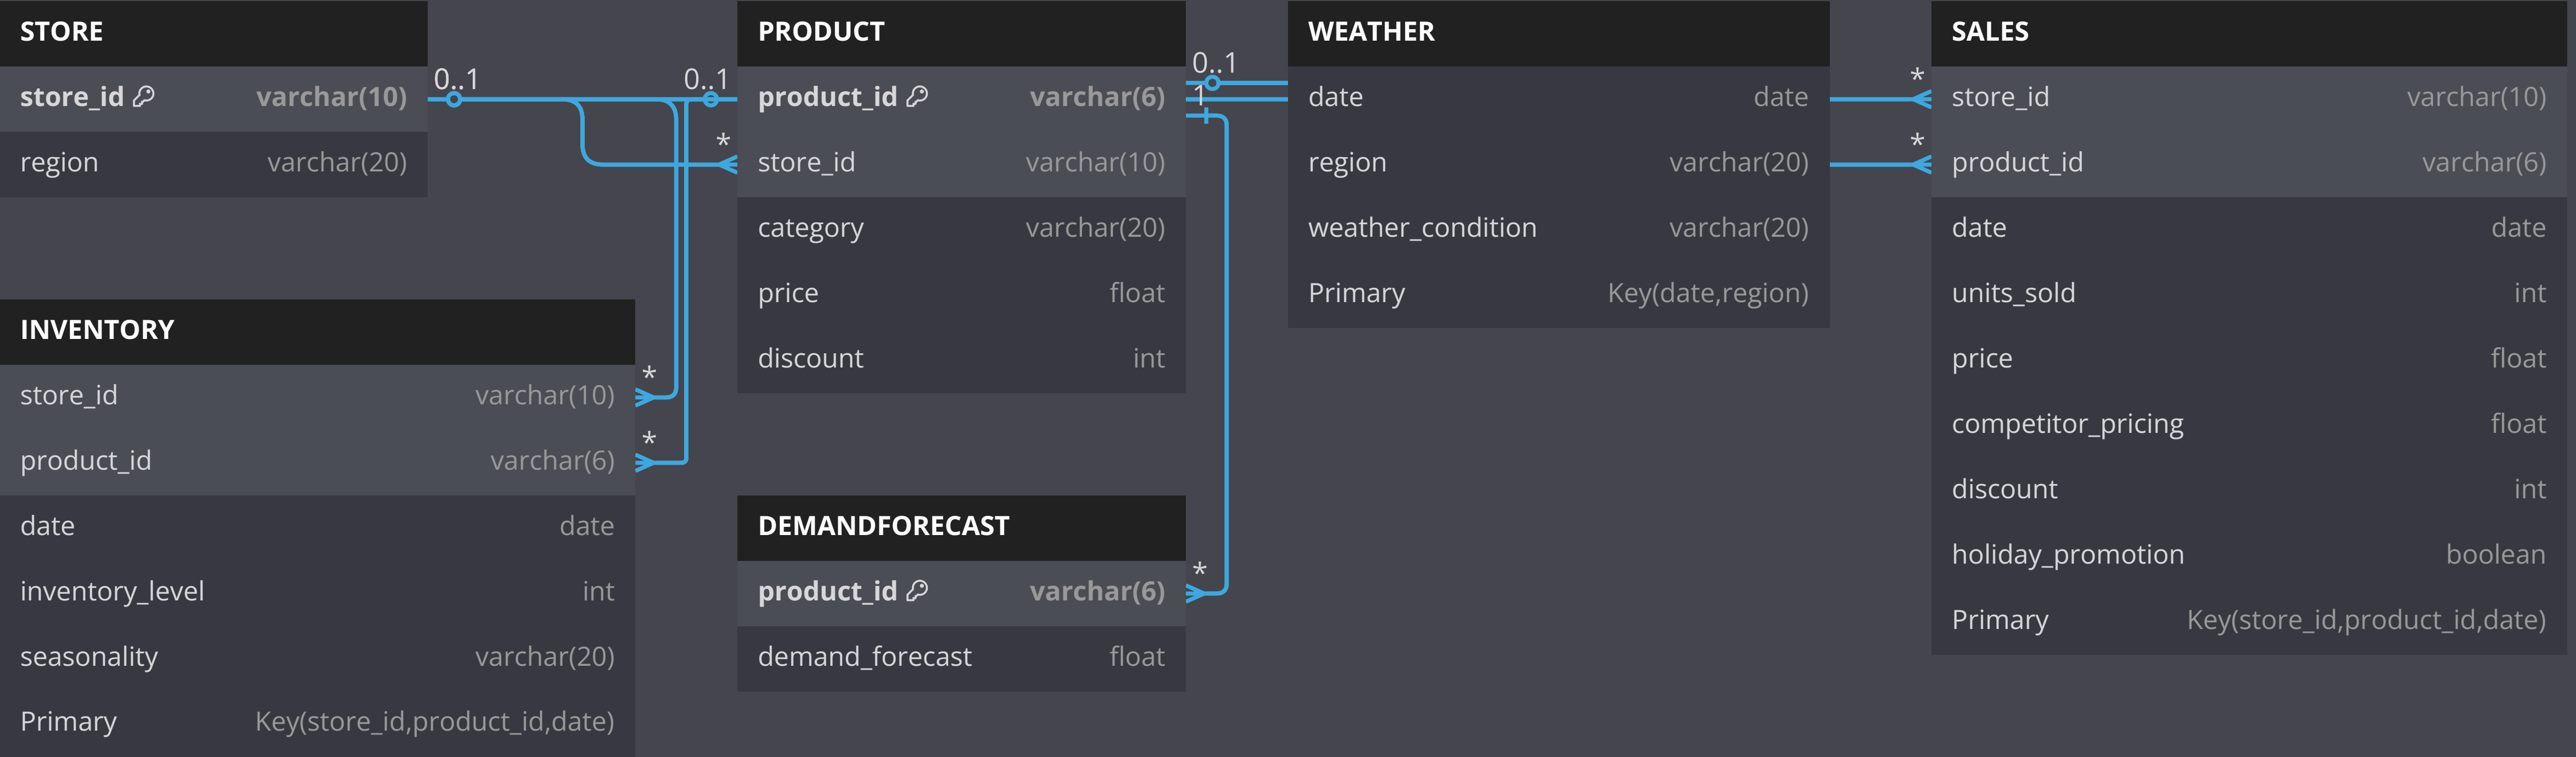 STORE
store_id varchar(10)
region varchar(20)
0..1
0..1
*
PRODUCT
product_id varchar(6)
store_id varchar(10)
category varchar(20)
price float
discount int
0..1
1
WEATHER
date date
region varchar(20)
weather_condition varchar(20)
Primary Key(date,region)
*
*
SALES
store_id varchar(10)
product_id varchar(6)
date date
units_sold int
price float
competitor_pricing float
discount int
holiday_promotion boolean
Primary Key(store_id,product_id,date)
INVENTORY
store_id varchar(10)
product_id varchar(6)
date date
inventory_level int
seasonality varchar(20)
Primary Key(store_id,product_id,date)
*
*
DEMANDFORECAST
product_id varchar(6)
demand_forecast float
*